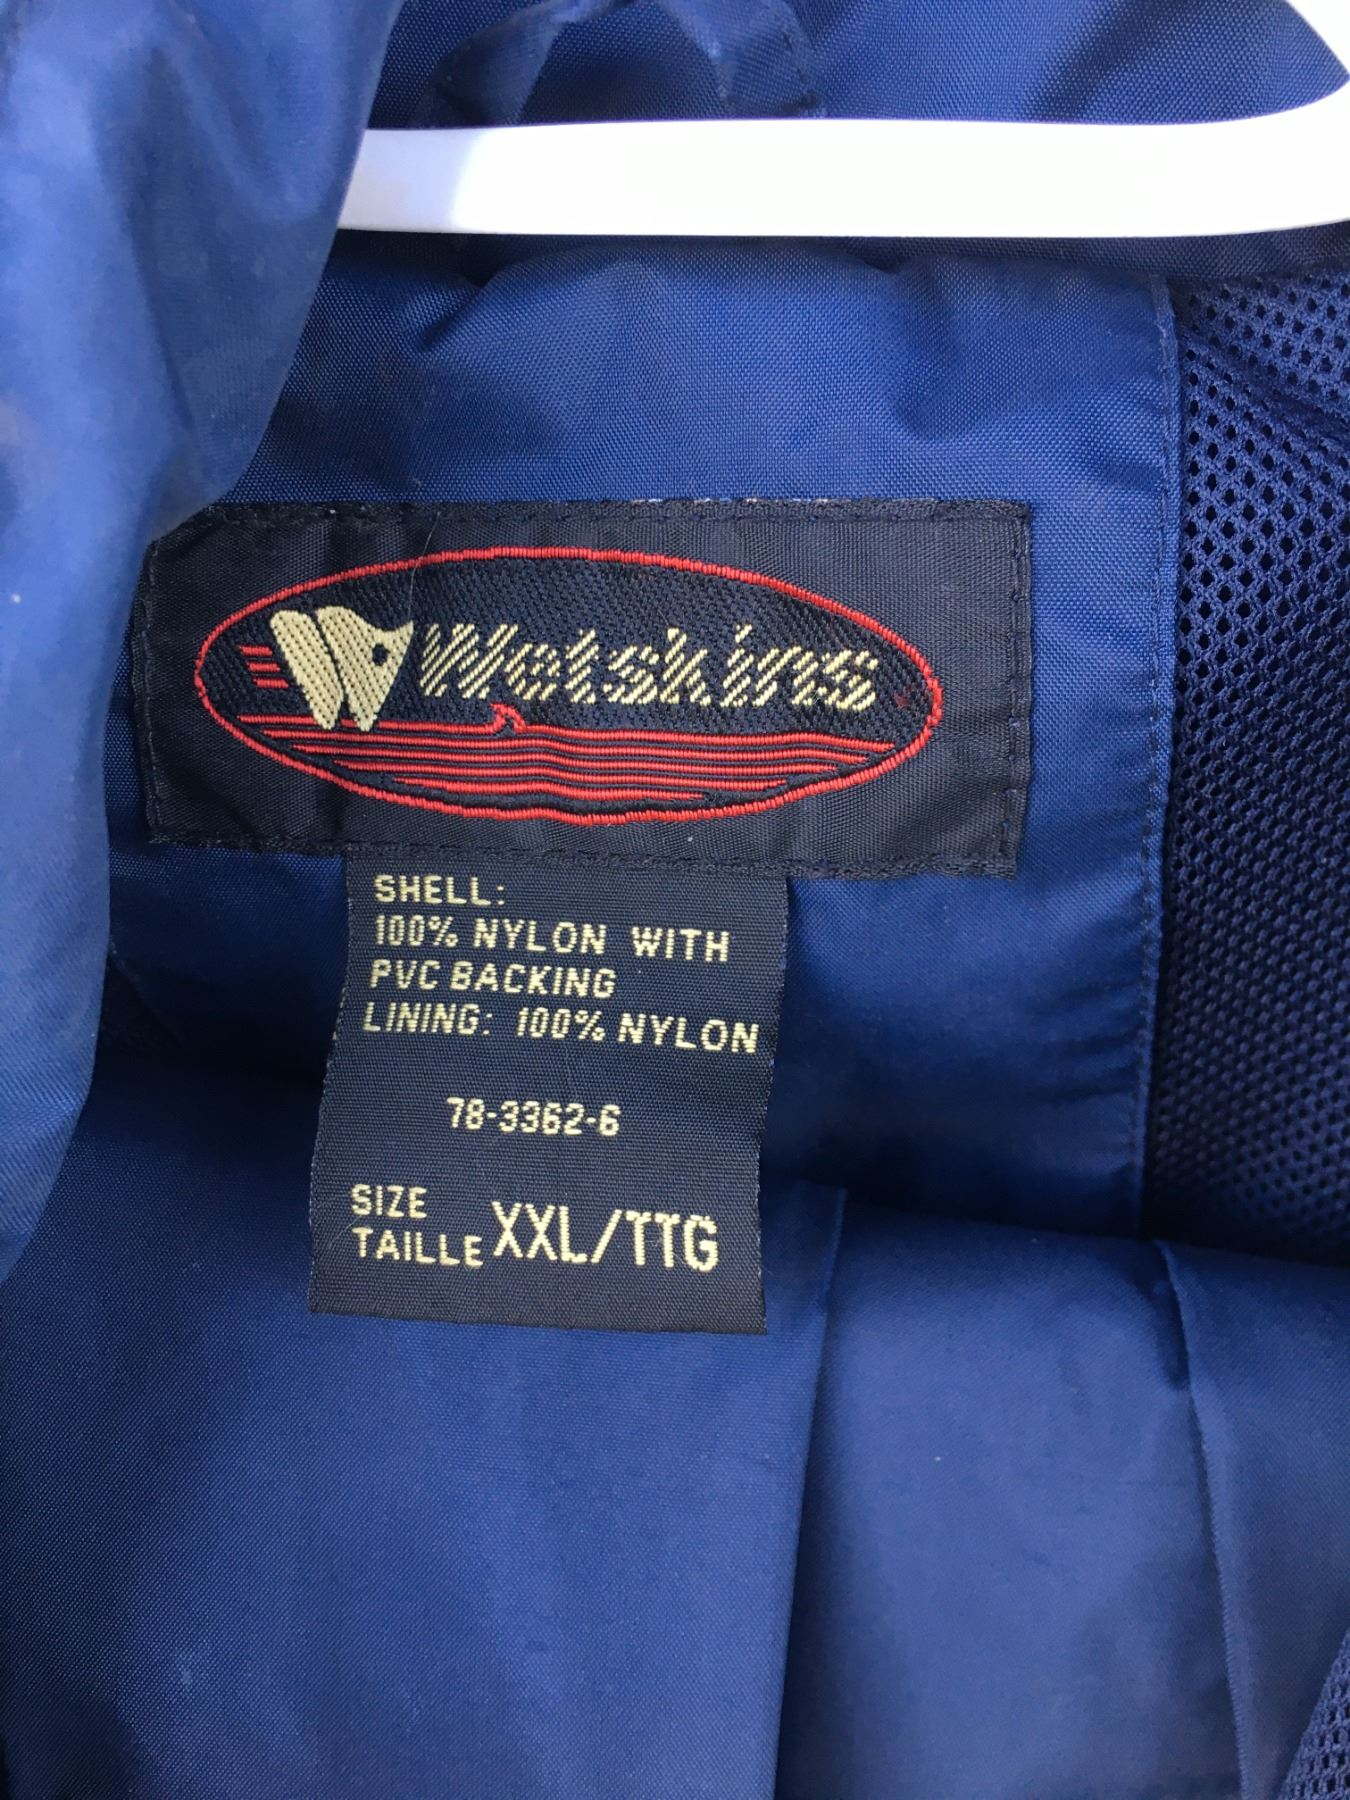 Wetskins
SHELL:
100% NYLON WITH
PVC BACKING
LINING: 100% NYLON
78-3362-6
SIZE
TAILLE XXL/TTG